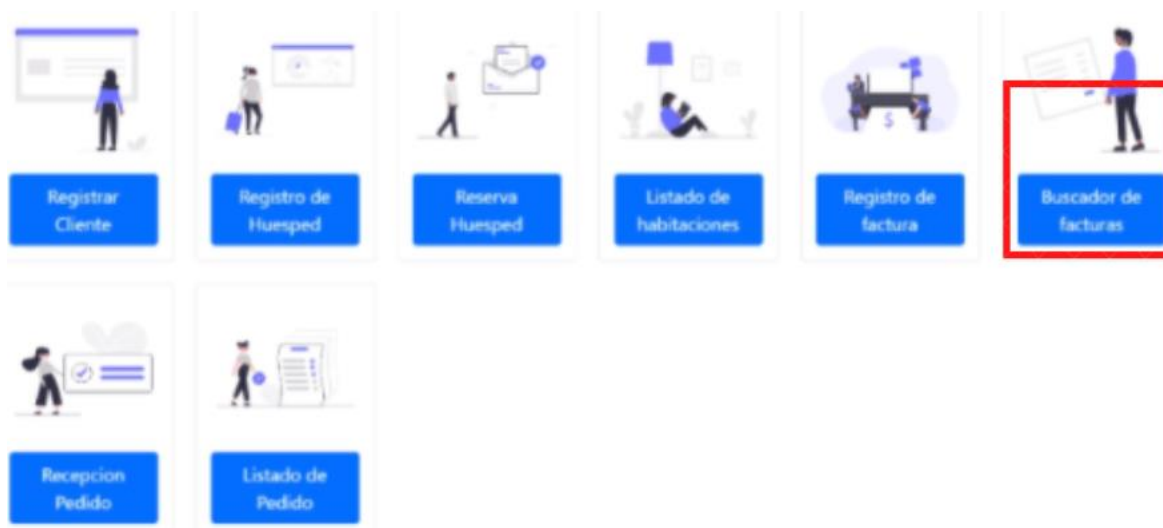 Registrar
Cliente
Registro de
Huesped
Reserva
Huesped
Listado de
habitaciones
Registro de
factura
Buscador de
facturas
Recepcion
Pedido
Listado de
Pedido